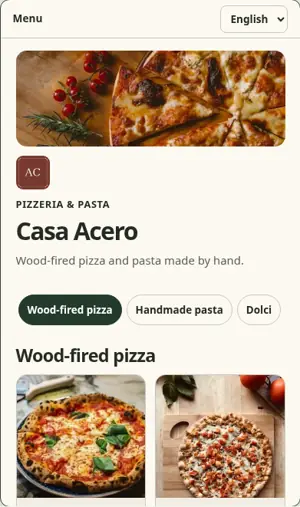 Menu
English
AC
PIZZERIA & PASTA
Casa Acero
Wood-fired pizza and pasta made by hand.
Wood-fired pizza
Handmade pasta
Dolci
Wood-fired pizza